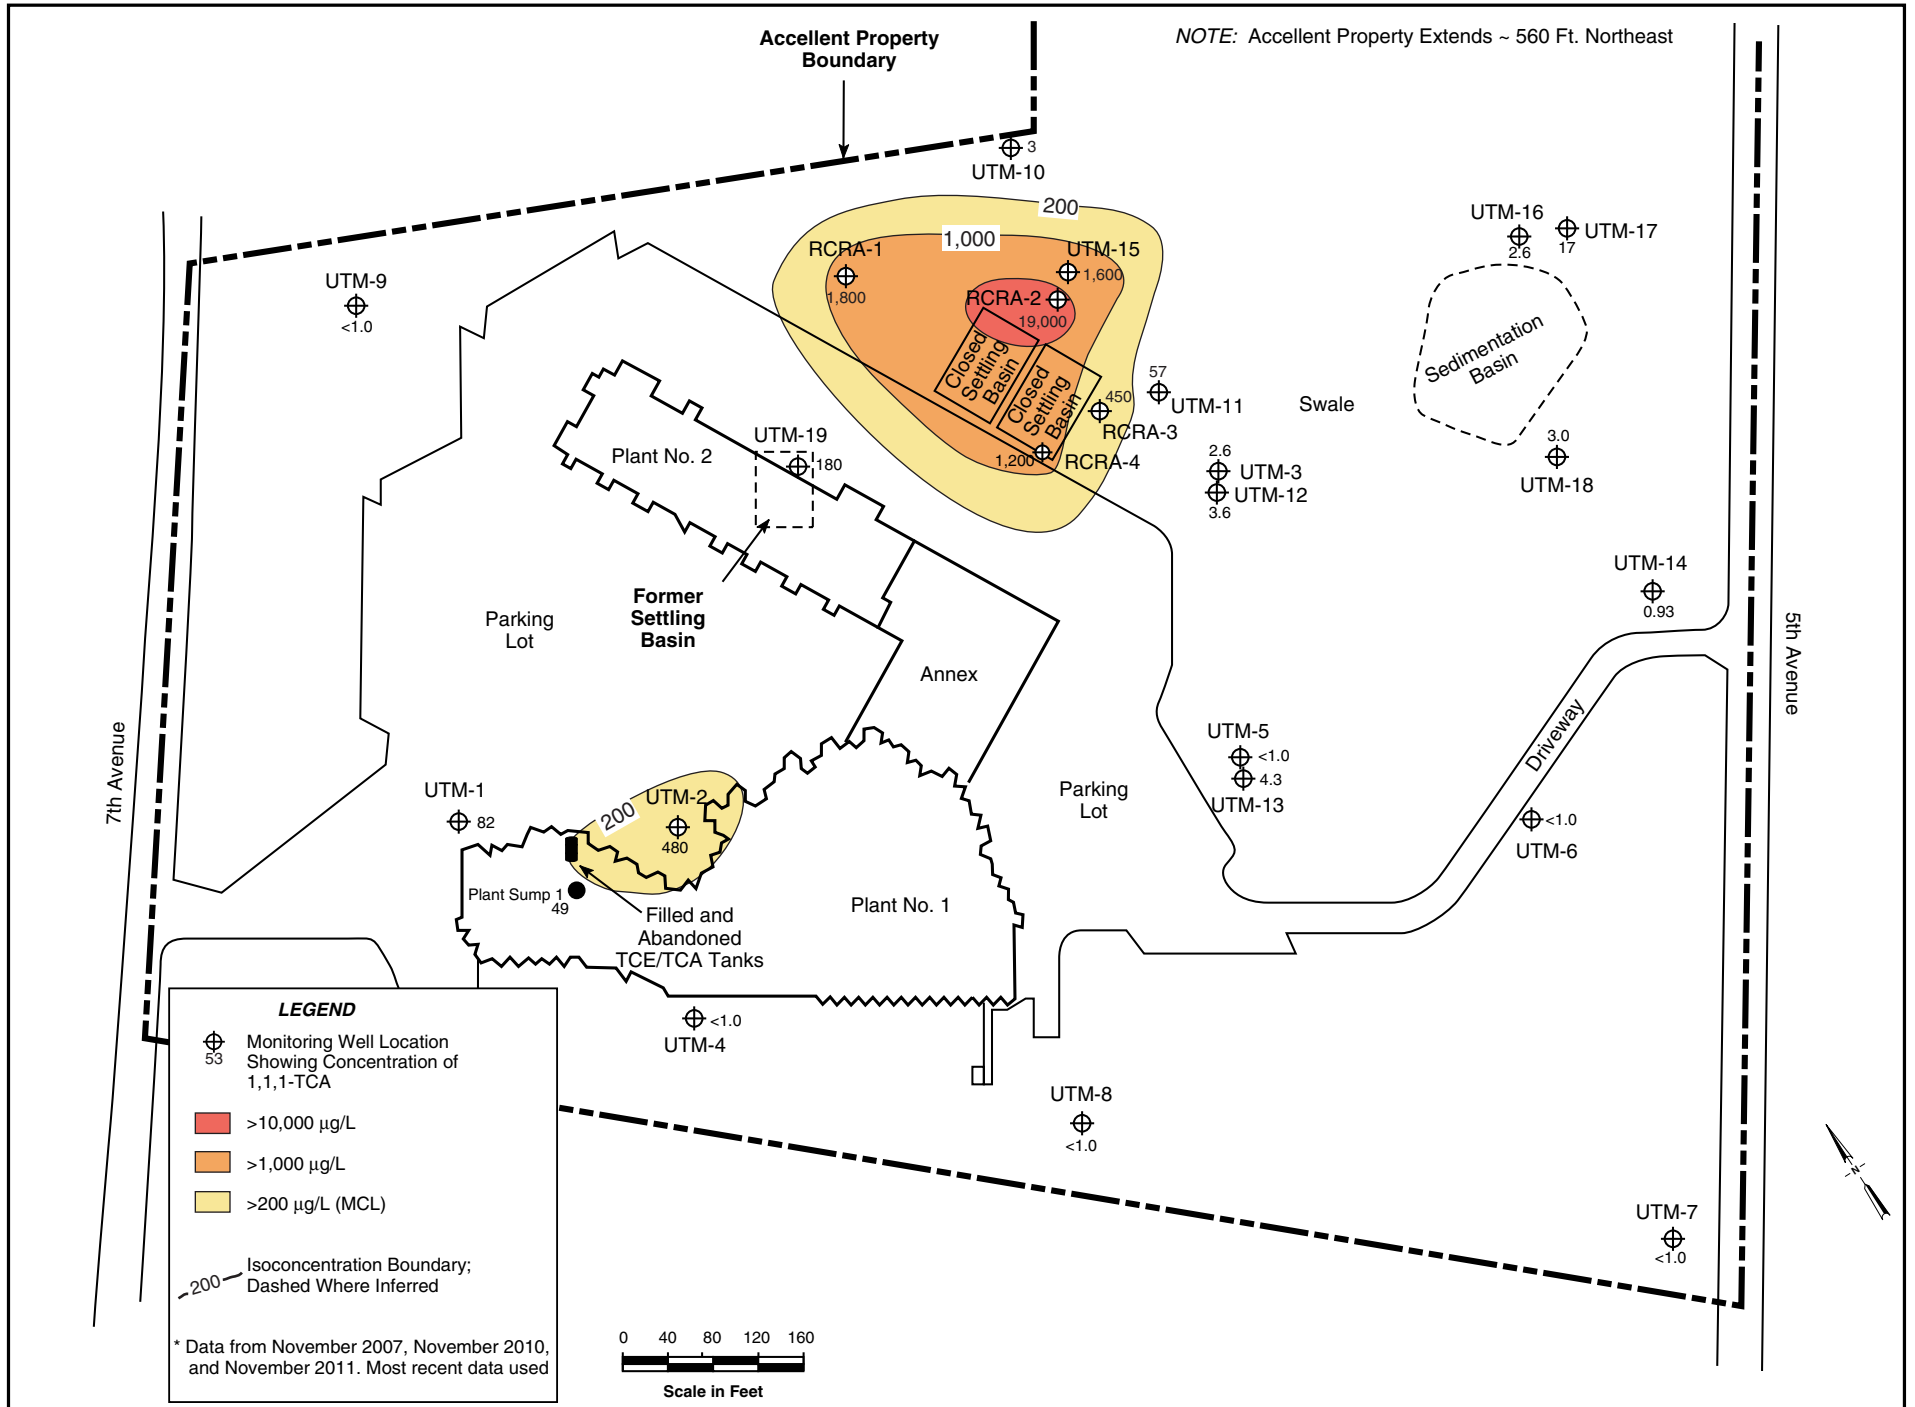 Accellent Property
Boundary
NOTE: Accellent Property Extends ~ 560 Ft. Northeast
3
UTM-10
200
1,000
RCRA-1
1,800
UTM-15
1,600
RCRA-2
19,000
Closed
Settling
Basin
Closed
Settling
Basin
450
RCRA-3
1,200
RCRA-4
57
UTM-11
2.6
UTM-3
UTM-12
3.6
Swale
UTM-16
2.6
UTM-17
17
Sedimentation
Basin
3.0
UTM-18
UTM-14
0.93
5th Avenue
UTM-9
<1.0
Plant No. 2
UTM-19
180
Former
Settling
Basin
Parking
Lot
Annex
7th Avenue
UTM-1
82
200
UTM-2
480
Plant Sump 1
49
Filled and
Abandoned
TCE/TCA Tanks
Plant No. 1
Parking
Lot
UTM-5
<1.0
4.3
UTM-13
Driveway
<1.0
UTM-6
<1.0
UTM-4
UTM-8
<1.0
UTM-7
<1.0
N
LEGEND
53
Monitoring Well Location
Showing Concentration of
1,1,1-TCA
>10,000 µg/L
>1,000 µg/L
>200 µg/L (MCL)
200
Isoconcentration Boundary;
Dashed Where Inferred
* Data from November 2007, November 2010,
and November 2011. Most recent data used
0 40 80 120 160
Scale in Feet